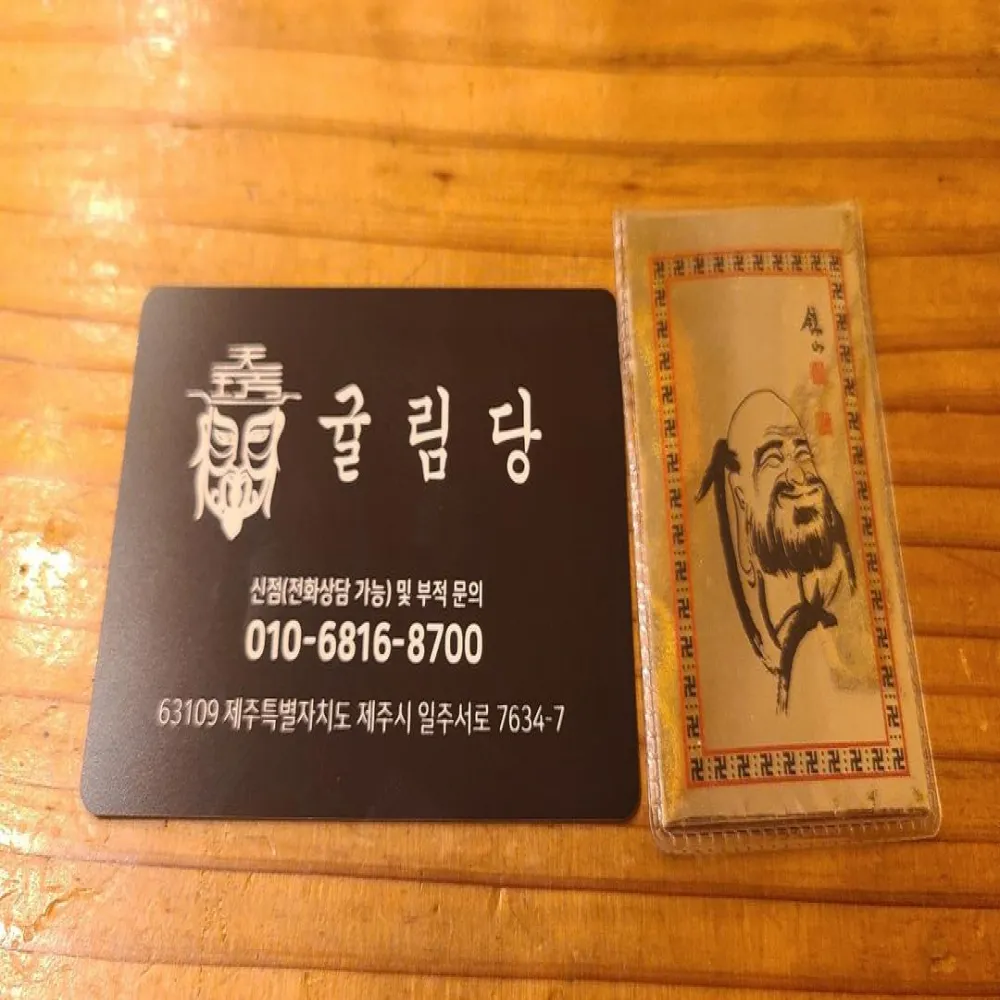 귤림당
신점(전화상담 가능) 및 부적 문의
010-6816-8700
63109 제주특별자치도 제주시 일주서로 7634-7